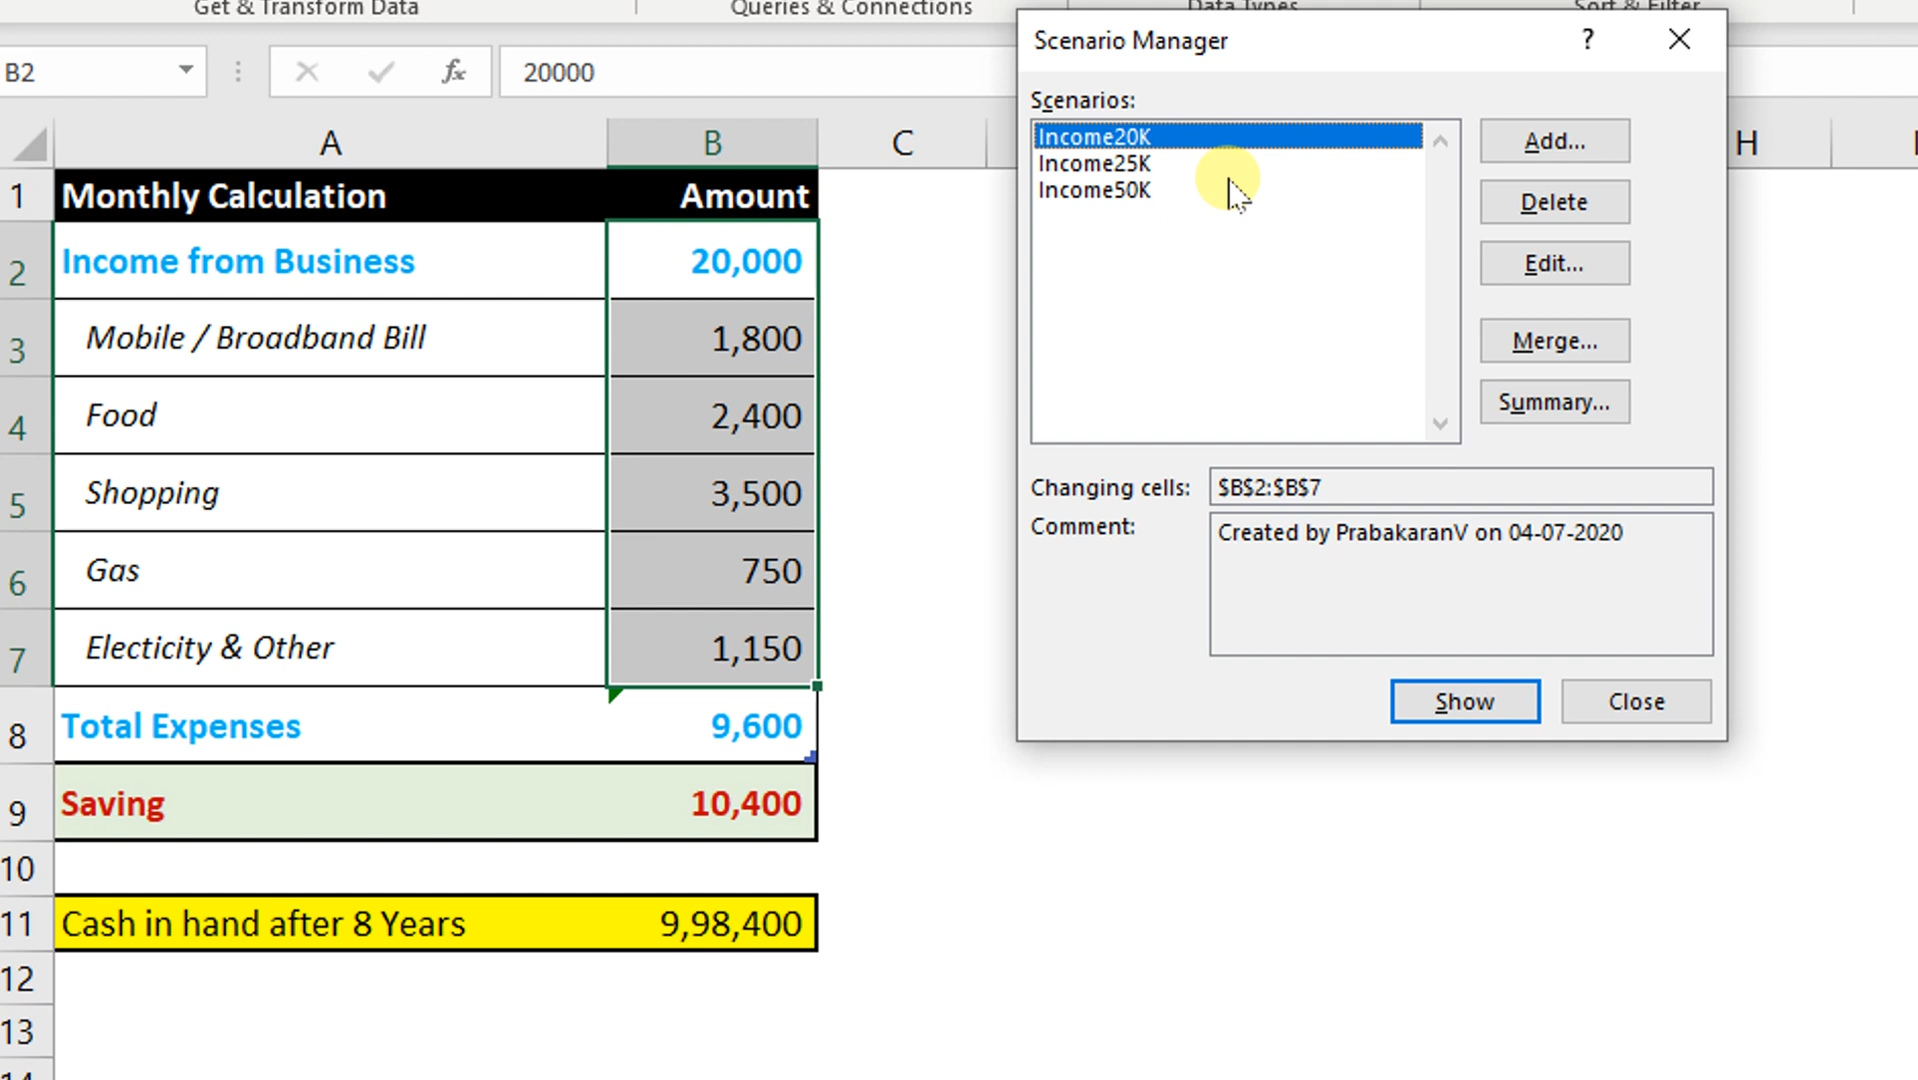 Get & Transform Data Queries & Connections Data Types Sort & Filter
B2 fx 20000
A B C H
1 Monthly Calculation Amount
2 Income from Business 20,000
3 Mobile / Broadband Bill 1,800
4 Food 2,400
5 Shopping 3,500
6 Gas 750
7 Electicity & Other 1,150
8 Total Expenses 9,600
9 Saving 10,400
10
11 Cash in hand after 8 Years 9,98,400
12
13
14
Scenario Manager ?
Scenarios:
Income20K
Income25K
Income50K
Add...
Delete
Edit...
Merge...
Summary...
Changing cells: $B$2:$B$7
Comment: Created by PrabakaranV on 04-07-2020
Show Close